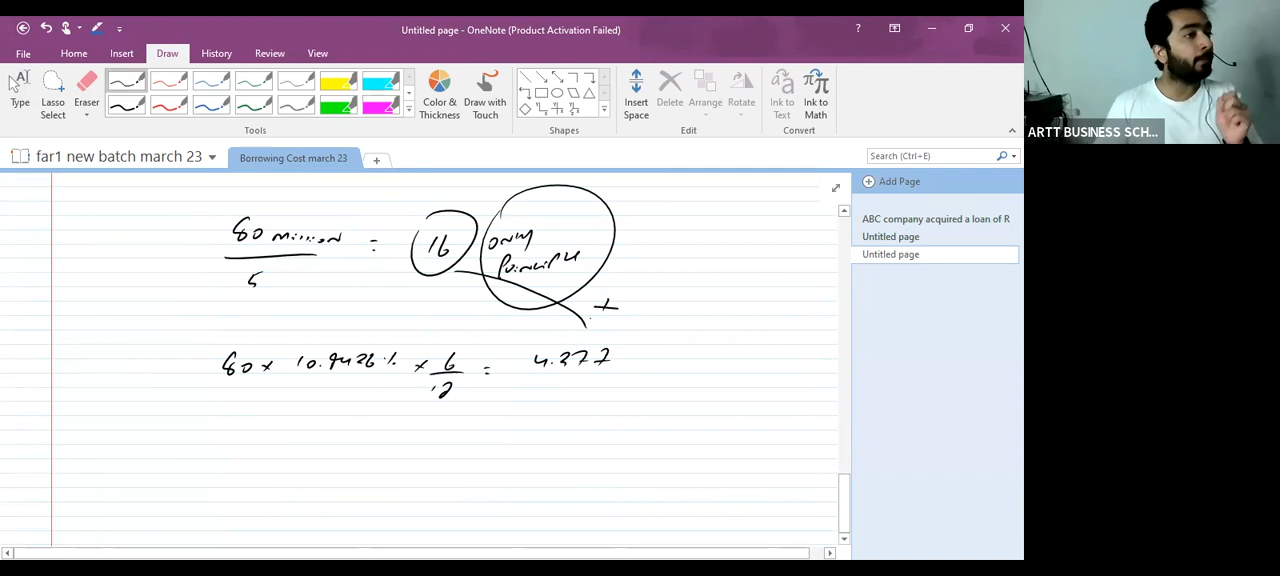 Untitled page - OneNote (Product Activation Failed)
?
File Home Insert Draw History Review View
Type
Lasso Select
Eraser
Color & Thickness
Draw with Touch
Insert Space
Delete
Arrange
Rotate
Ink to Text
Ink to Math
Tools
Shapes
Edit
Convert
ARTT BUSINESS SCH...
far1 new batch march 23
Borrowing Cost march 23
Search (Ctrl+E)
Add Page
ABC company acquired a loan of R
Untitled page
Untitled page
80 million = 16 only
5
principle
+
80 × 10.9426% × 6 = 4.377
12